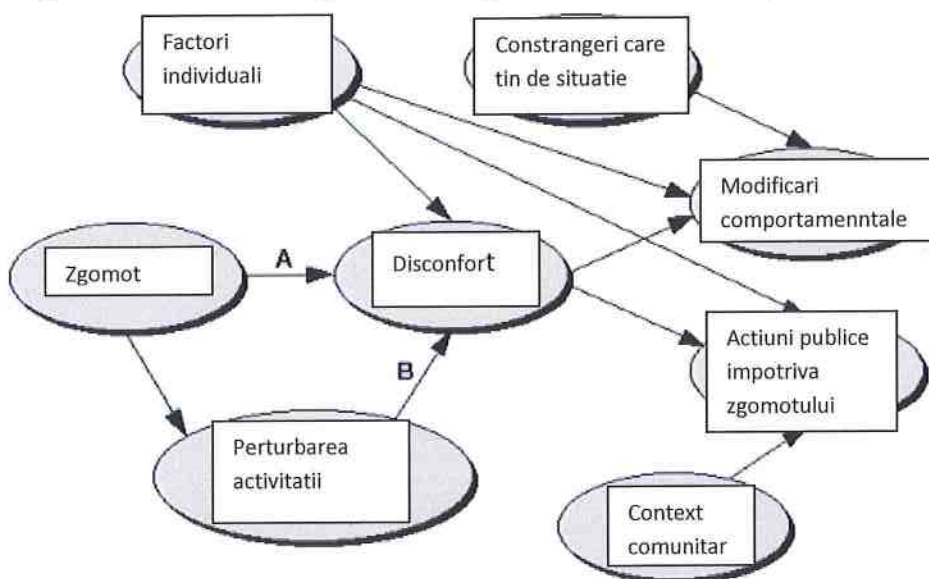 Factori
individuali
Constrangeri care
tin de situatie
Modificari
comportamenntale
Zgomot
A
Disconfort
Actiuni publice
impotriva
zgomotului
B
Perturbarea
activitatii
Context
comunitar